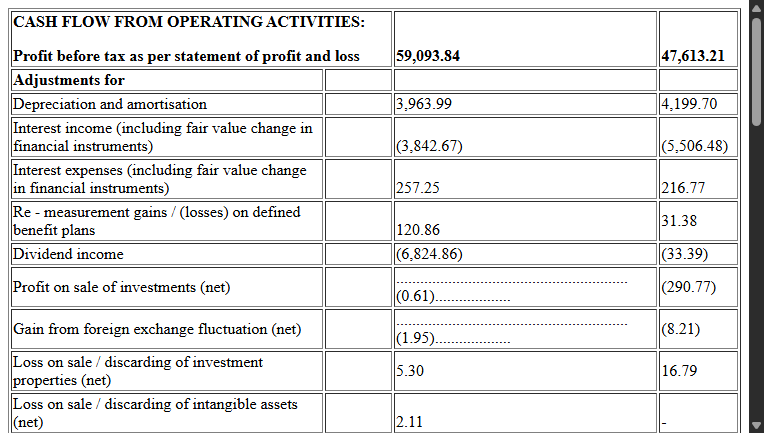 CASH FLOW FROM OPERATING ACTIVITIES:
Profit before tax as per statement of profit and loss 59,093.84 47,613.21
Adjustments for
Depreciation and amortisation 3,963.99 4,199.70
Interest income (including fair value change in
financial instruments) (3,842.67) (5,506.48)
Interest expenses (including fair value change
in financial instruments) 257.25 216.77
Re - measurement gains / (losses) on defined
benefit plans 120.86 31.38
Dividend income (6,824.86) (33.39)
Profit on sale of investments (net) (0.61) (290.77)
Gain from foreign exchange fluctuation (net) (1.95) (8.21)
Loss on sale / discarding of investment
properties (net) 5.30 16.79
Loss on sale / discarding of intangible assets
(net) 2.11 -